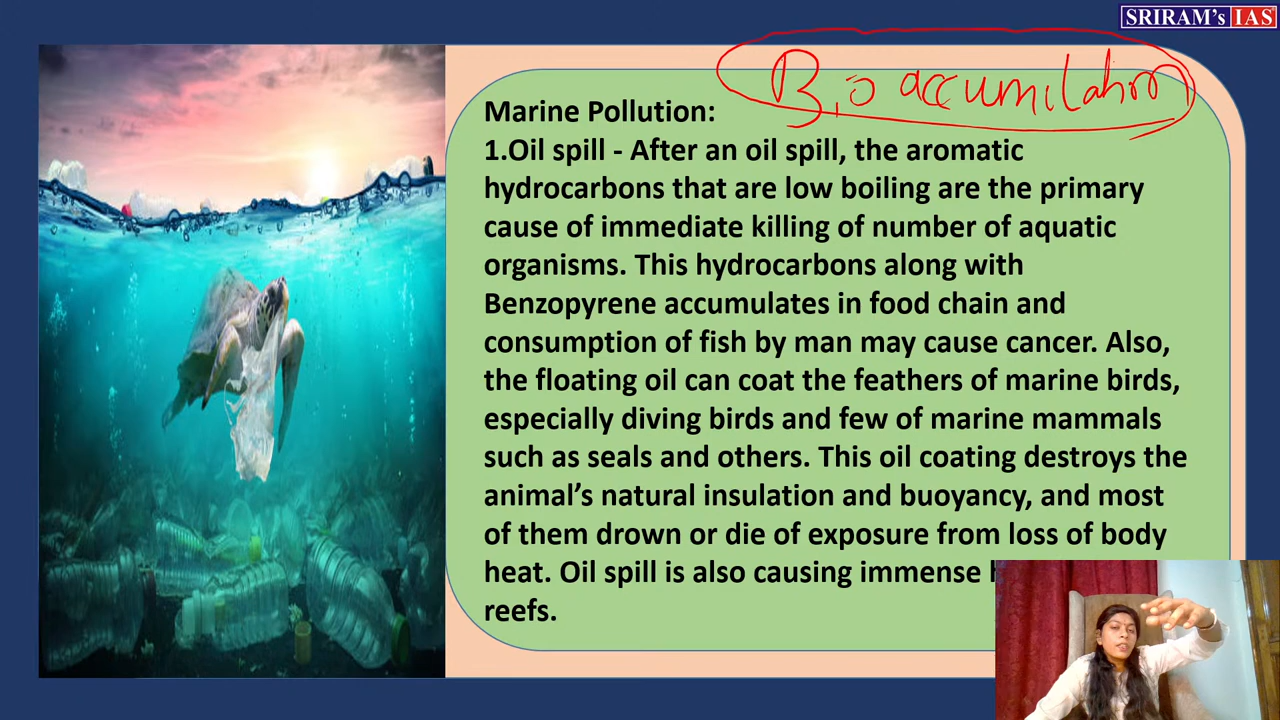 SRIRAM's IAS
Bioaccumilation
Marine Pollution:
1.Oil spill - After an oil spill, the aromatic
hydrocarbons that are low boiling are the primary
cause of immediate killing of number of aquatic
organisms. This hydrocarbons along with
Benzopyrene accumulates in food chain and
consumption of fish by man may cause cancer. Also,
the floating oil can coat the feathers of marine birds,
especially diving birds and few of marine mammals
such as seals and others. This oil coating destroys the
animal’s natural insulation and buoyancy, and most
of them drown or die of exposure from loss of body
heat. Oil spill is also causing immense
reefs.